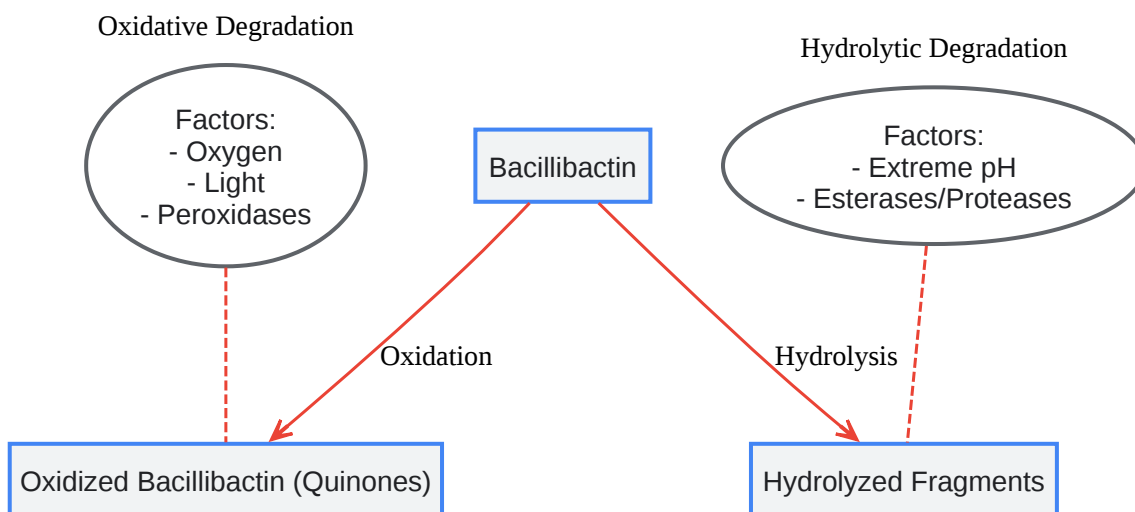 Oxidative Degradation
Hydrolytic Degradation
Factors:
- Oxygen
- Light
- Peroxidases
Bacillibactin
Factors:
- Extreme pH
- Esterases/Proteases
Oxidation
Hydrolysis
Oxidized Bacillibactin (Quinones)
Hydrolyzed Fragments